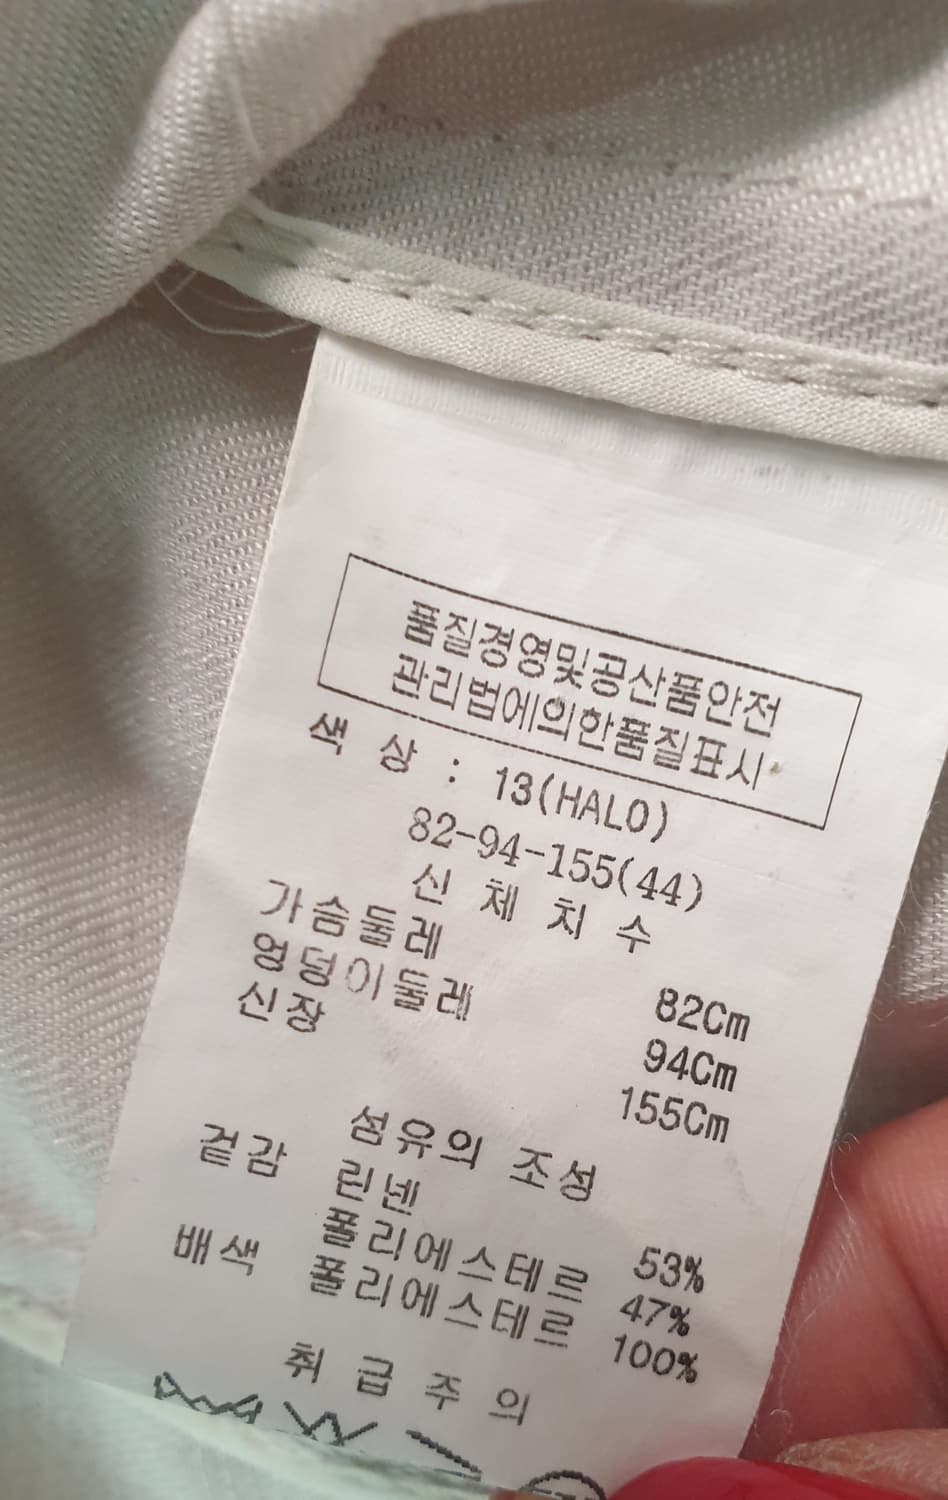 품질경영및공산품안전
관리법에의한품질표시
색 상 : 13(HALO)
82-94-155(44)
신 체 치 수
가슴둘레 82Cm
엉덩이둘레 94Cm
신장 155Cm
섬유의 조성
겉감 린넨 53%
폴리에스테르 47%
배색 폴리에스테르 100%
취 급 주 의